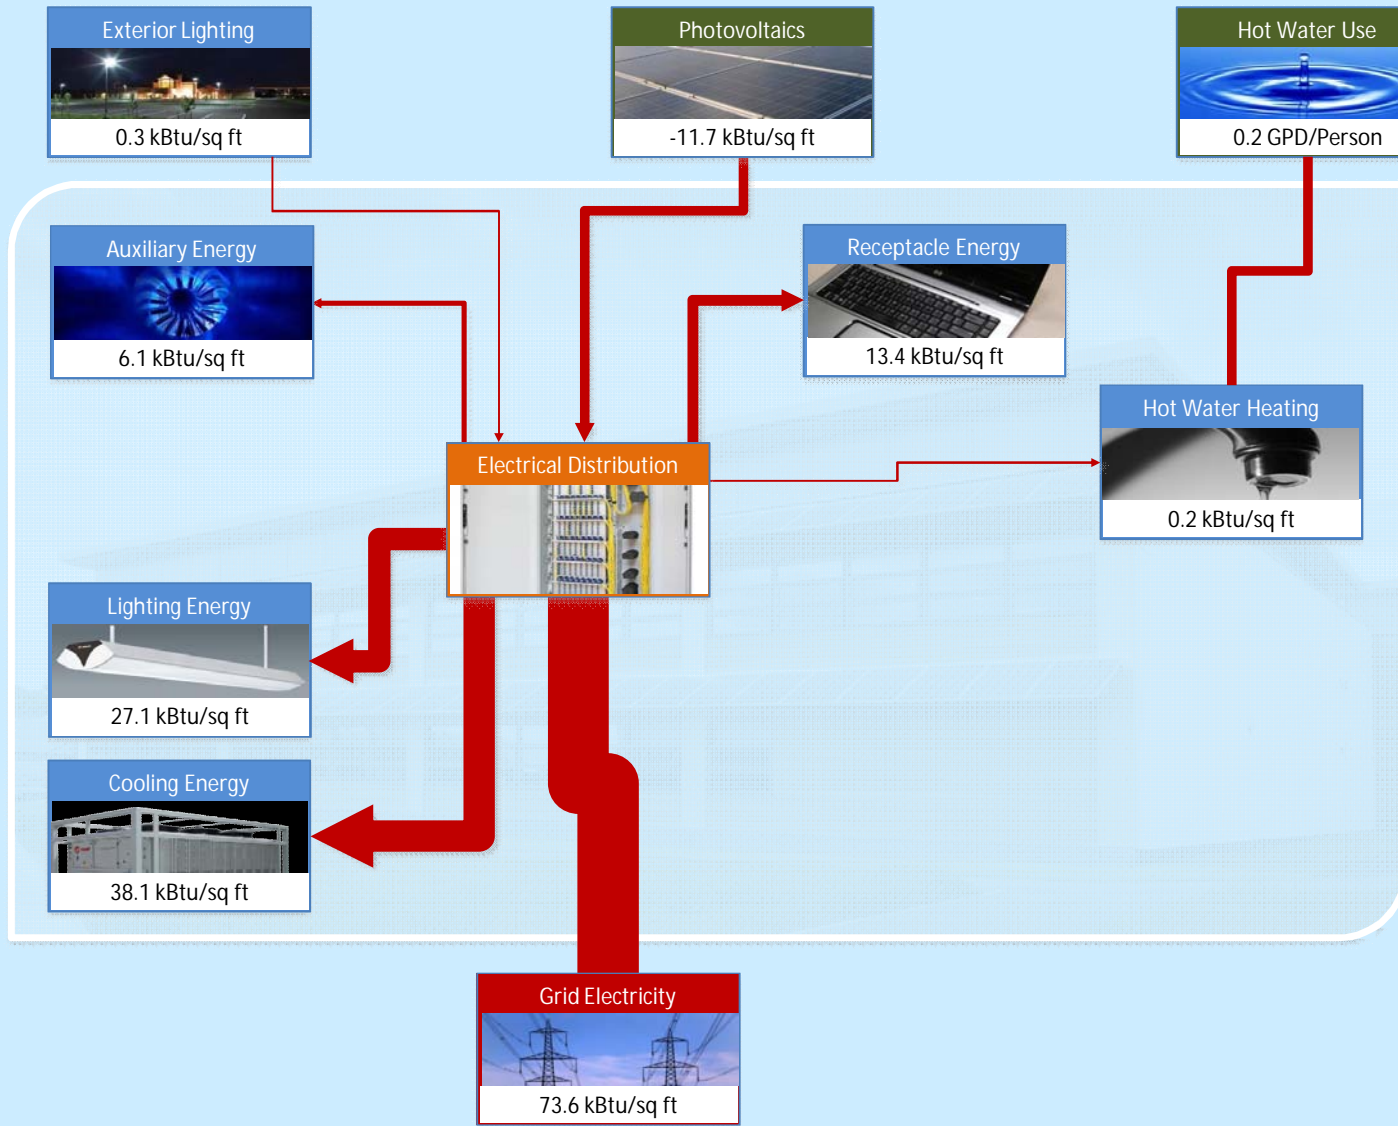 Exterior Lighting
0.3 kBtu/sq ft
Photovoltaics
-11.7 kBtu/sq ft
Hot Water Use
0.2 GPD/Person
Auxiliary Energy
6.1 kBtu/sq ft
Receptacle Energy
13.4 kBtu/sq ft
Hot Water Heating
0.2 kBtu/sq ft
Electrical Distribution
Lighting Energy
27.1 kBtu/sq ft
Cooling Energy
38.1 kBtu/sq ft
Grid Electricity
73.6 kBtu/sq ft